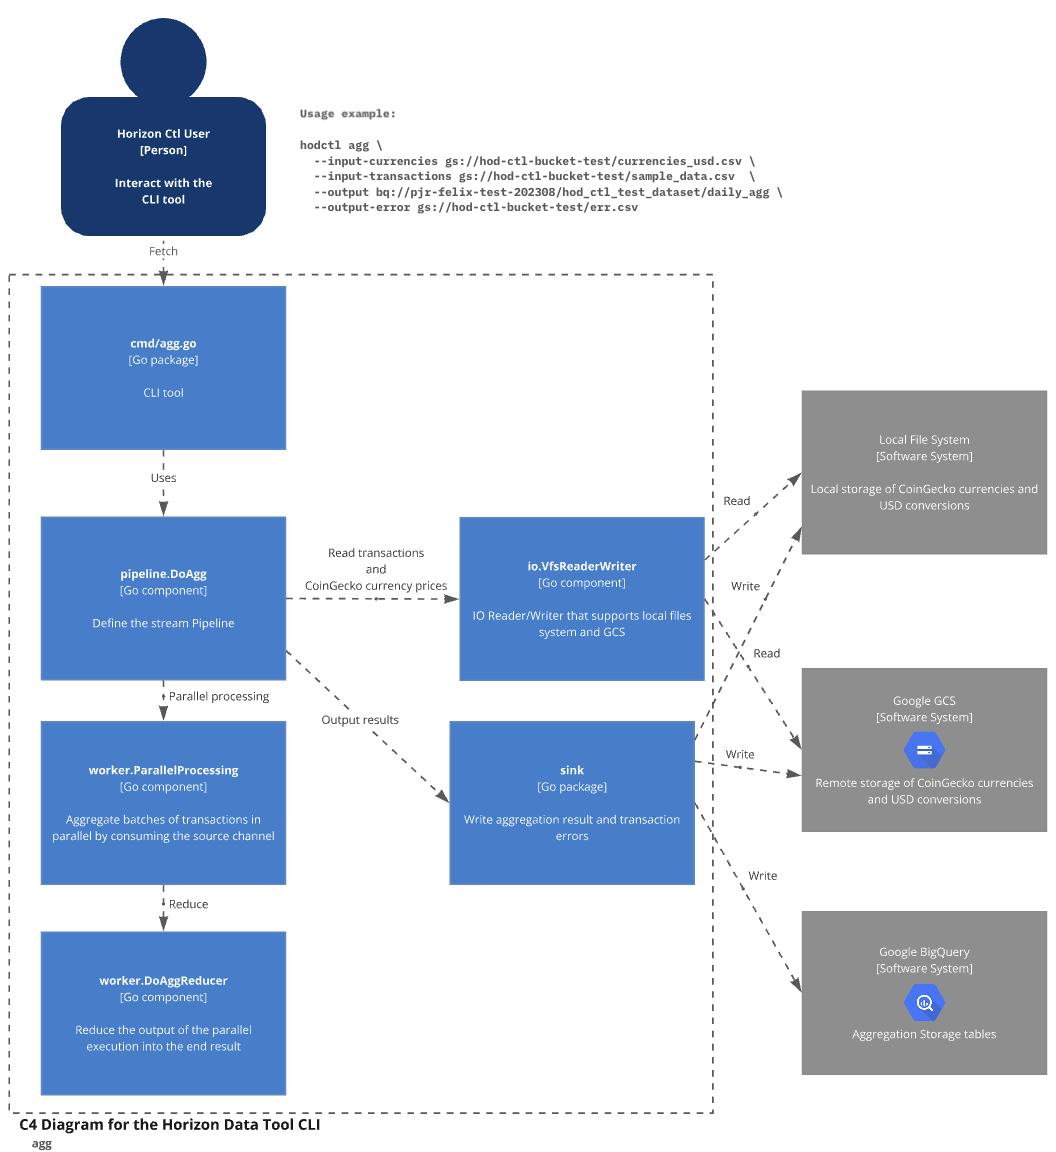 Horizon Ctl User
[Person]
Interact with the
CLI tool
Usage example:
hodctl agg \
--input-currencies gs://hod-ctl-bucket-test/currencies_usd.csv \
--input-transactions gs://hod-ctl-bucket-test/sample_data.csv \
--output bq://pjr-felix-test-202308/hod_ctl_test_dataset/daily_agg \
--output-error gs://hod-ctl-bucket-test/err.csv
Fetch
cmd/agg.go
[Go package]
CLI tool
Uses
pipeline.DoAgg
[Go component]
Define the stream Pipeline
Read transactions
and
CoinGecko currency prices
io.VfsReaderWriter
[Go component]
IO Reader/Writer that supports local files
system and GCS
Read
Local File System
[Software System]
Local storage of CoinGecko currencies and
USD conversions
Write
Read
Parallel processing
Output results
worker.ParallelProcessing
[Go component]
Aggregate batches of transactions in
parallel by consuming the source channel
sink
[Go package]
Write aggregation result and transaction
errors
Write
Google GCS
[Software System]
Remote storage of CoinGecko currencies
and USD conversions
Write
Reduce
worker.DoAggReducer
[Go component]
Reduce the output of the parallel
execution into the end result
Google BigQuery
[Software System]
Aggregation Storage tables
C4 Diagram for the Horizon Data Tool CLI
agg